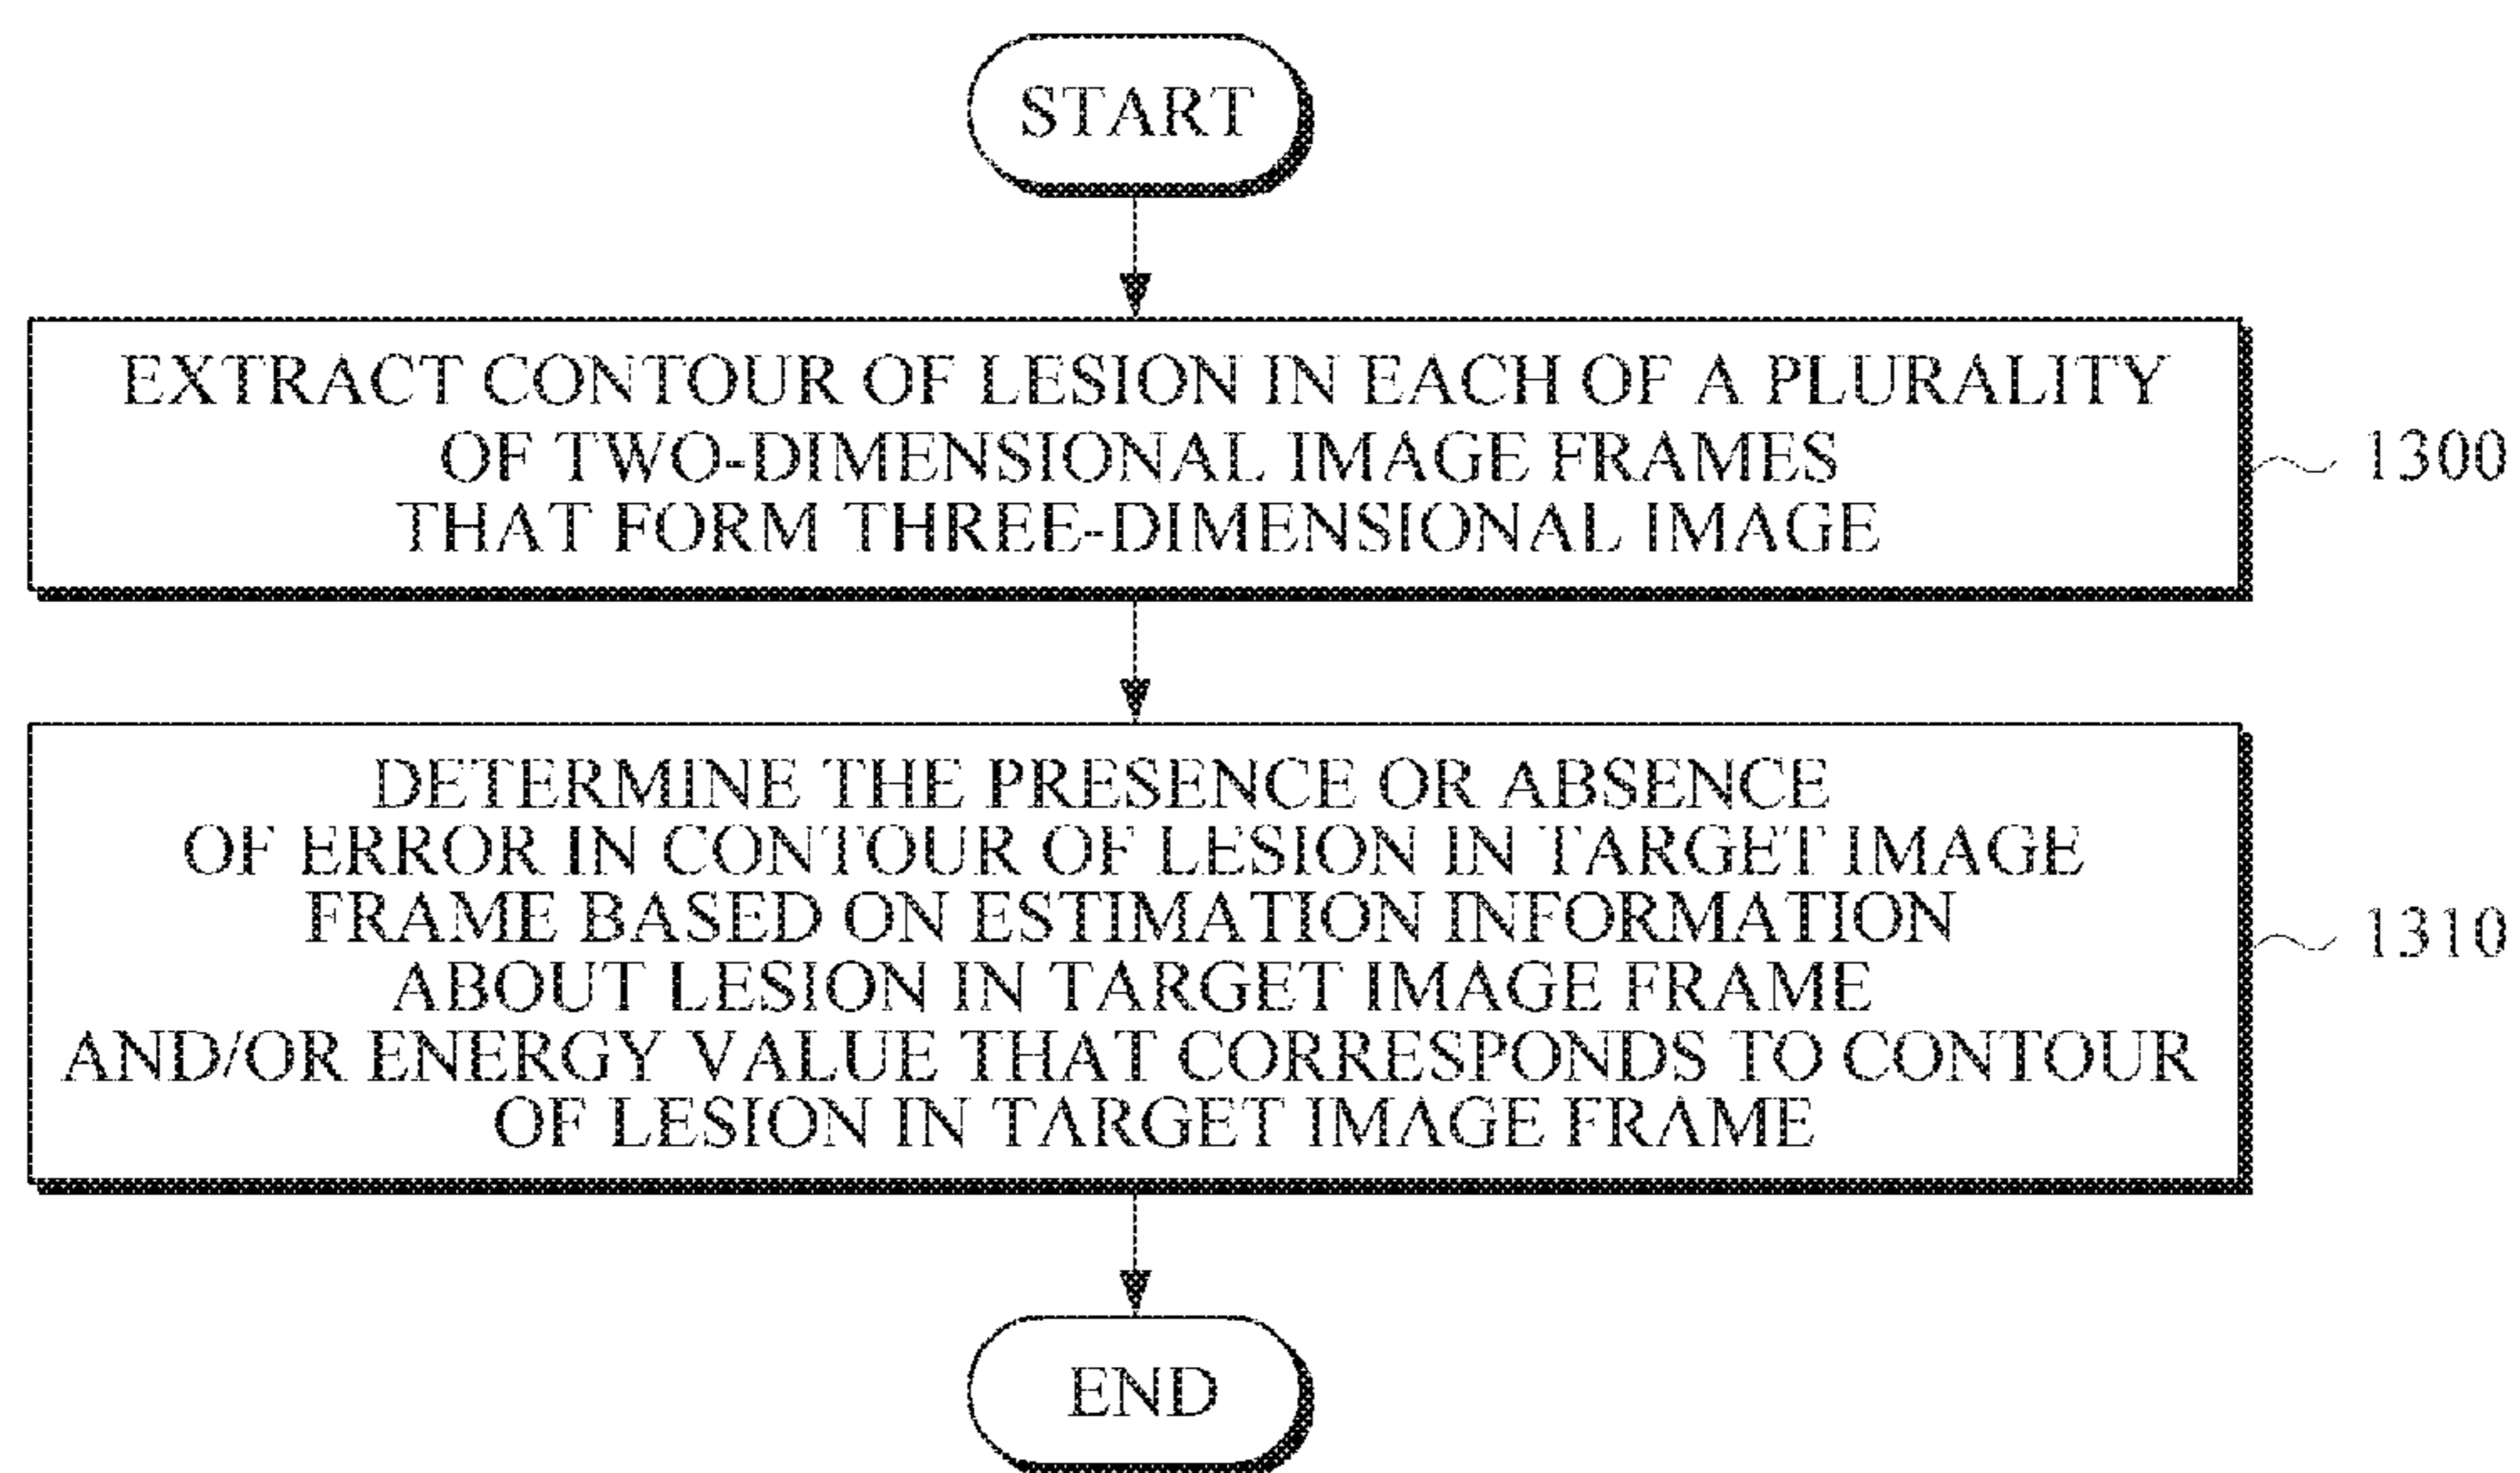 START
EXTRACT CONTOUR OF LESION IN EACH OF A PLURALITY
OF TWO-DIMENSIONAL IMAGE FRAMES
THAT FORM THREE-DIMENSIONAL IMAGE
1300
DETERMINE THE PRESENCE OR ABSENCE
OF ERROR IN CONTOUR OF LESION IN TARGET IMAGE
FRAME BASED ON ESTIMATION INFORMATION
ABOUT LESION IN TARGET IMAGE FRAME
AND/OR ENERGY VALUE THAT CORRESPONDS TO CONTOUR
OF LESION IN TARGET IMAGE FRAME
1310
END